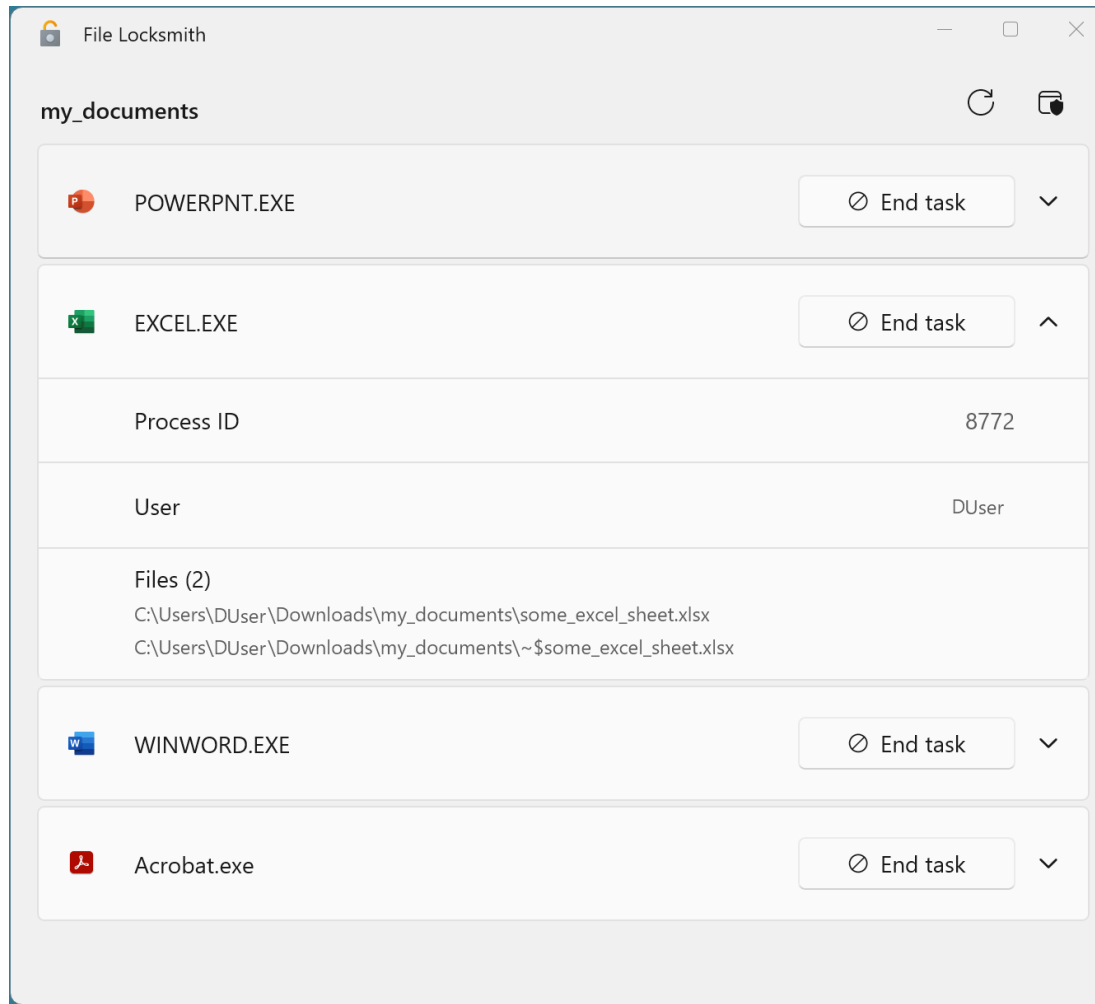 File Locksmith
my_documents
POWERPNT.EXE End task
EXCEL.EXE End task
Process ID 8772
User DUser
Files (2)
C:\Users\DUser\Downloads\my_documents\some_excel_sheet.xlsx
C:\Users\DUser\Downloads\my_documents\~$some_excel_sheet.xlsx
WINWORD.EXE End task
Acrobat.exe End task